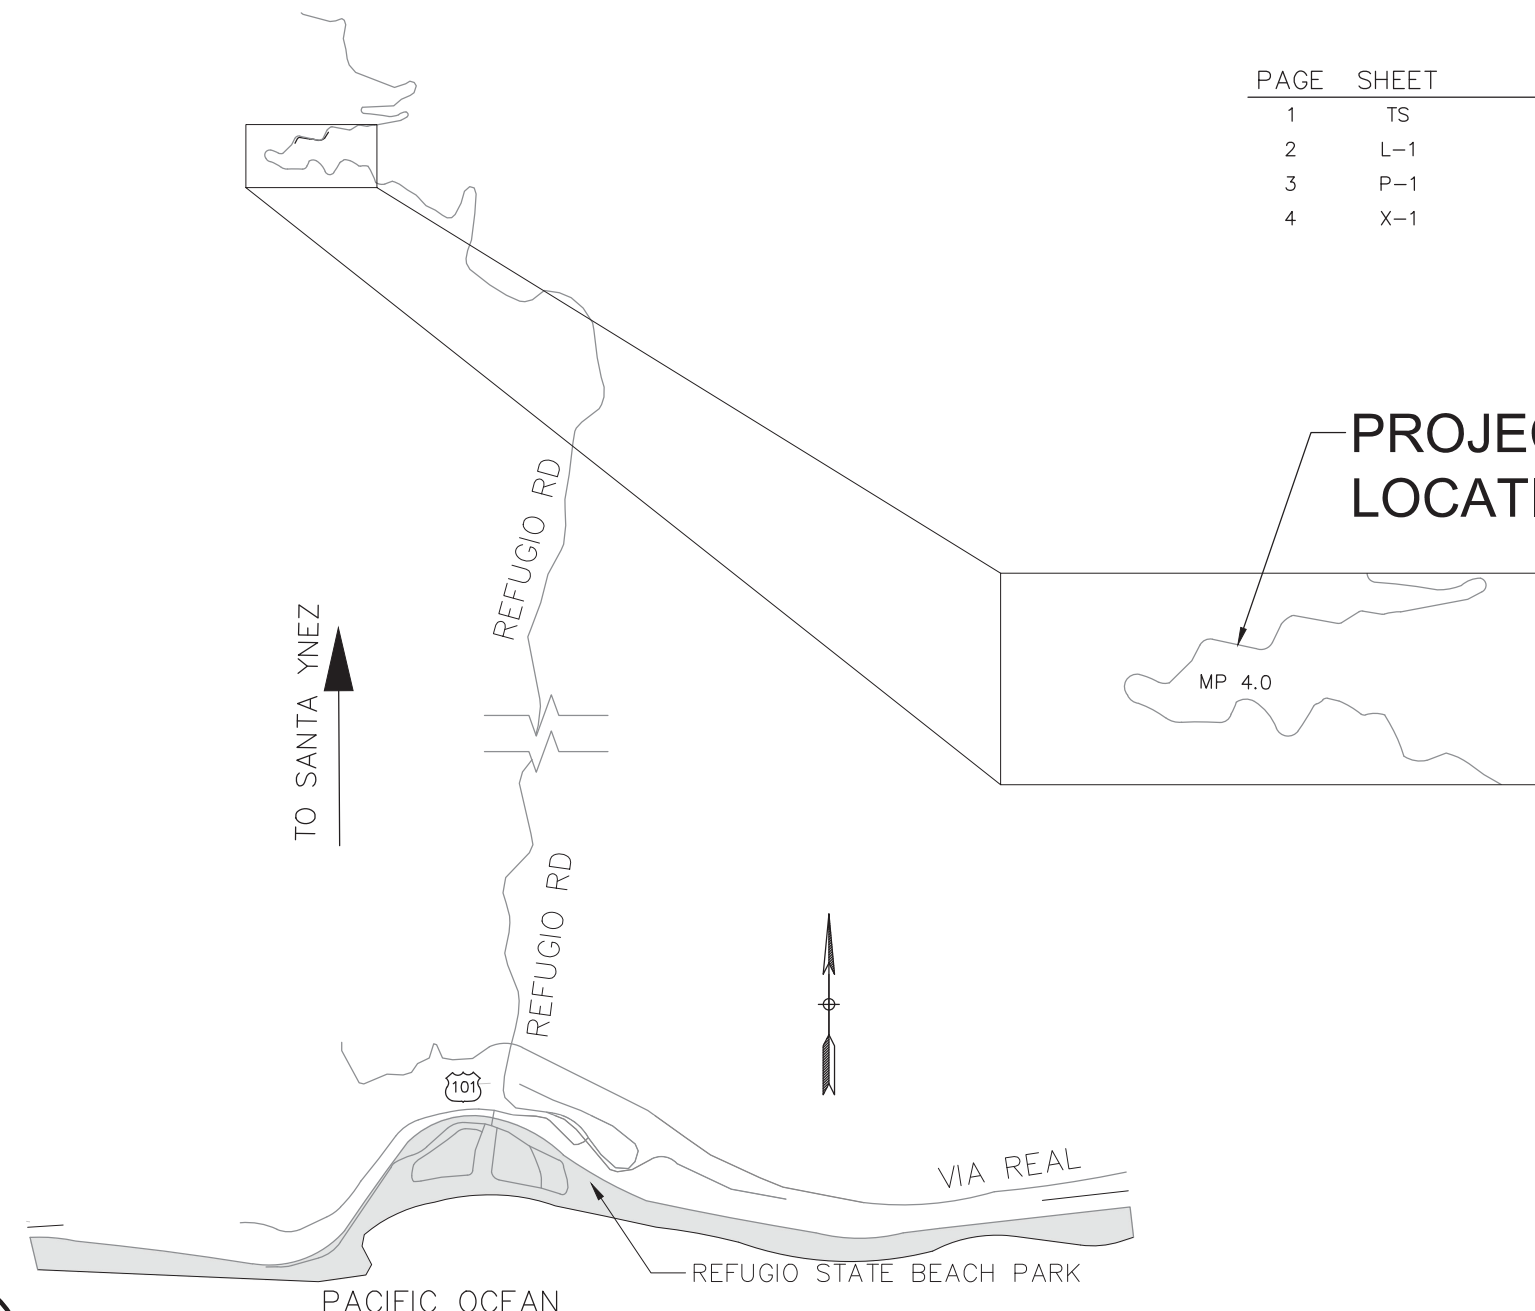 PAGE SHEET
1 TS
2 L-1
3 P-1
4 X-1
PROJEC
LOCATI
REFUGIO RD
MP 4.0
TO SANTA YNEZ
REFUGIO RD
101
VIA REAL
REFUGIO STATE BEACH PARK
PACIFIC OCEAN